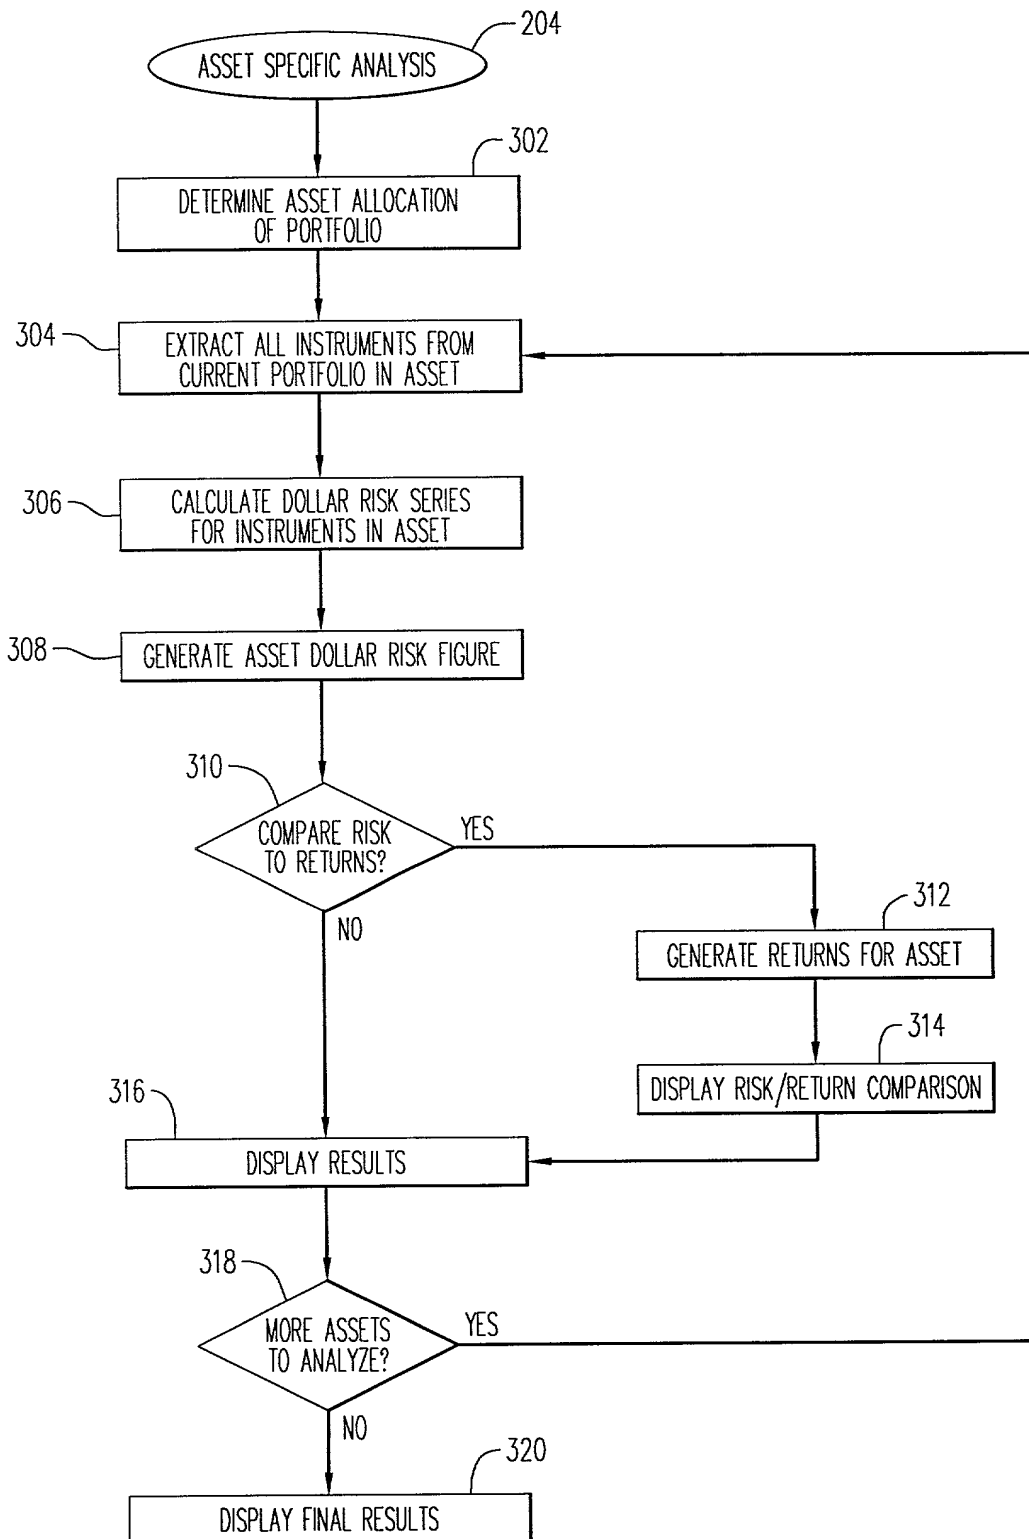 204
ASSET SPECIFIC ANALYSIS
302
DETERMINE ASSET ALLOCATION
OF PORTFOLIO
304
EXTRACT ALL INSTRUMENTS FROM
CURRENT PORTFOLIO IN ASSET
306
CALCULATE DOLLAR RISK SERIES
FOR INSTRUMENTS IN ASSET
308
GENERATE ASSET DOLLAR RISK FIGURE
310
COMPARE RISK
TO RETURNS?
YES
NO
312
GENERATE RETURNS FOR ASSET
314
DISPLAY RISK/RETURN COMPARISON
316
DISPLAY RESULTS
318
MORE ASSETS
TO ANALYZE?
YES
NO
320
DISPLAY FINAL RESULTS